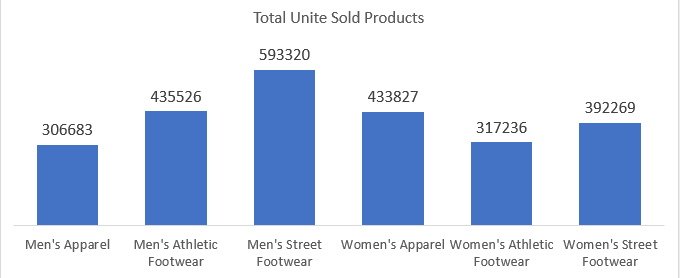 Total Unite Sold Products
593320
435526
433827
392269
317236
306683
Men's Apparel
Men's Athletic
Footwear
Men's Street
Footwear
Women's Apparel
Women's Athletic
Footwear
Women's Street
Footwear